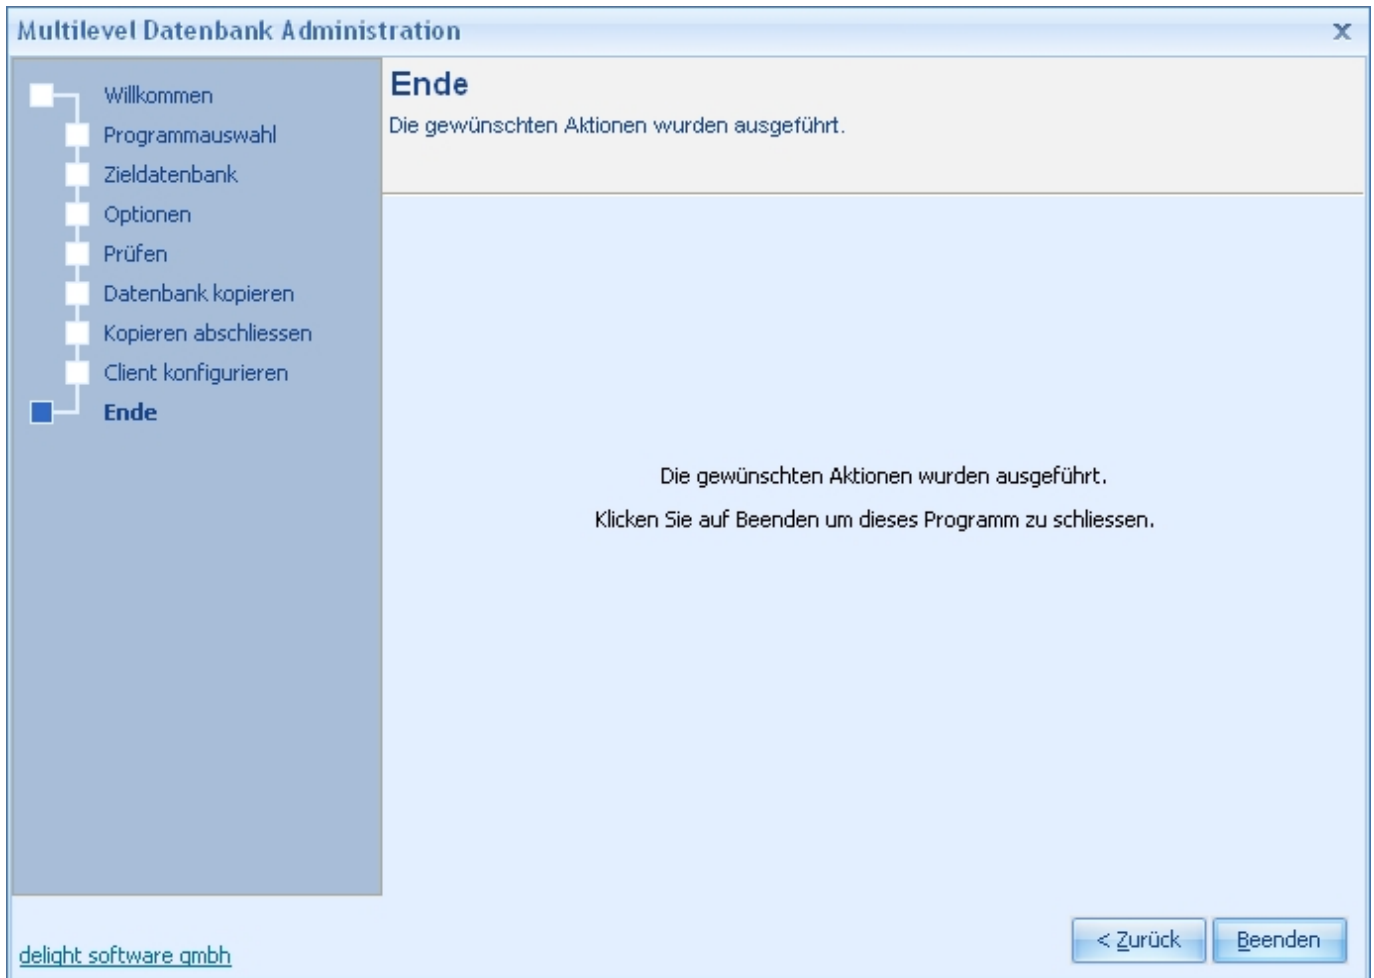 Multilevel Datenbank Administration
x
Willkommen
Programmauswahl
Zieldatenbank
Optionen
Prüfen
Datenbank kopieren
Kopieren abschliessen
Client konfigurieren
Ende
Ende
Die gewünschten Aktionen wurden ausgeführt.
Die gewünschten Aktionen wurden ausgeführt.
Klicken Sie auf Beenden um dieses Programm zu schliessen.
delight software gmbh
< Zurück
Beenden